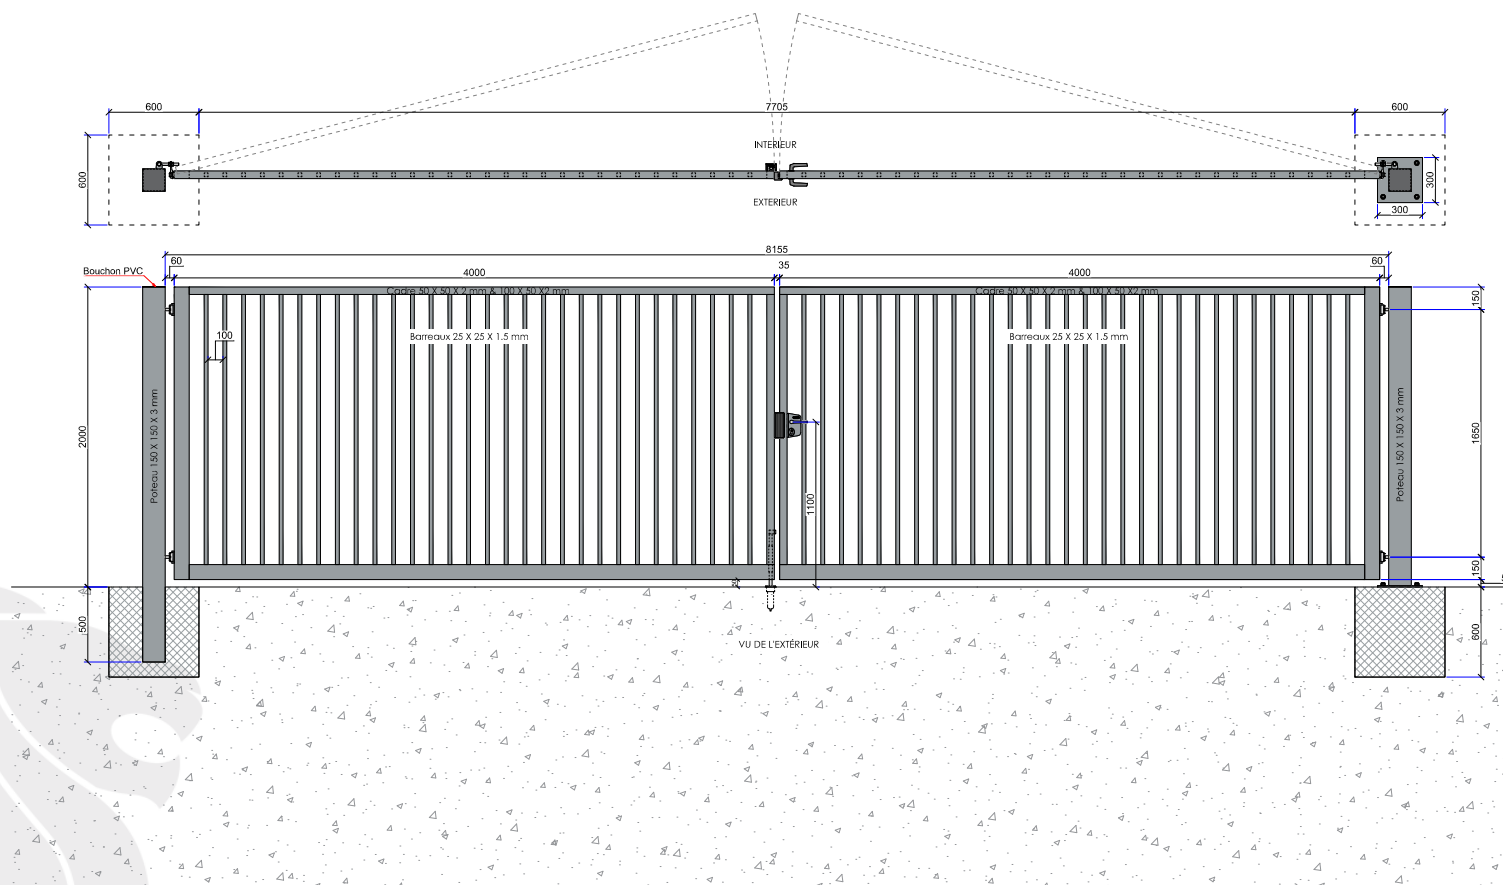 600
7705
600
INTÉRIEUR
600
300
EXTERIEUR
300
8155
60
35
60
Bouchon PVC
4000
4000
Cadre 50 X 50 X 2 mm & 100 X 50 X2 mm
Cadre 50 X 50 X 2 mm & 100 X 50 X2 mm
150
100
Barreaux 25 X 25 X 1.5 mm
Barreaux 25 X 25 X 1.5 mm
2000
Poteau 150 X 150 X 3 mm
Poteau 150 X 150 X 3 mm
1650
1100
150
500
600
VU DE L'EXTÉRIEUR